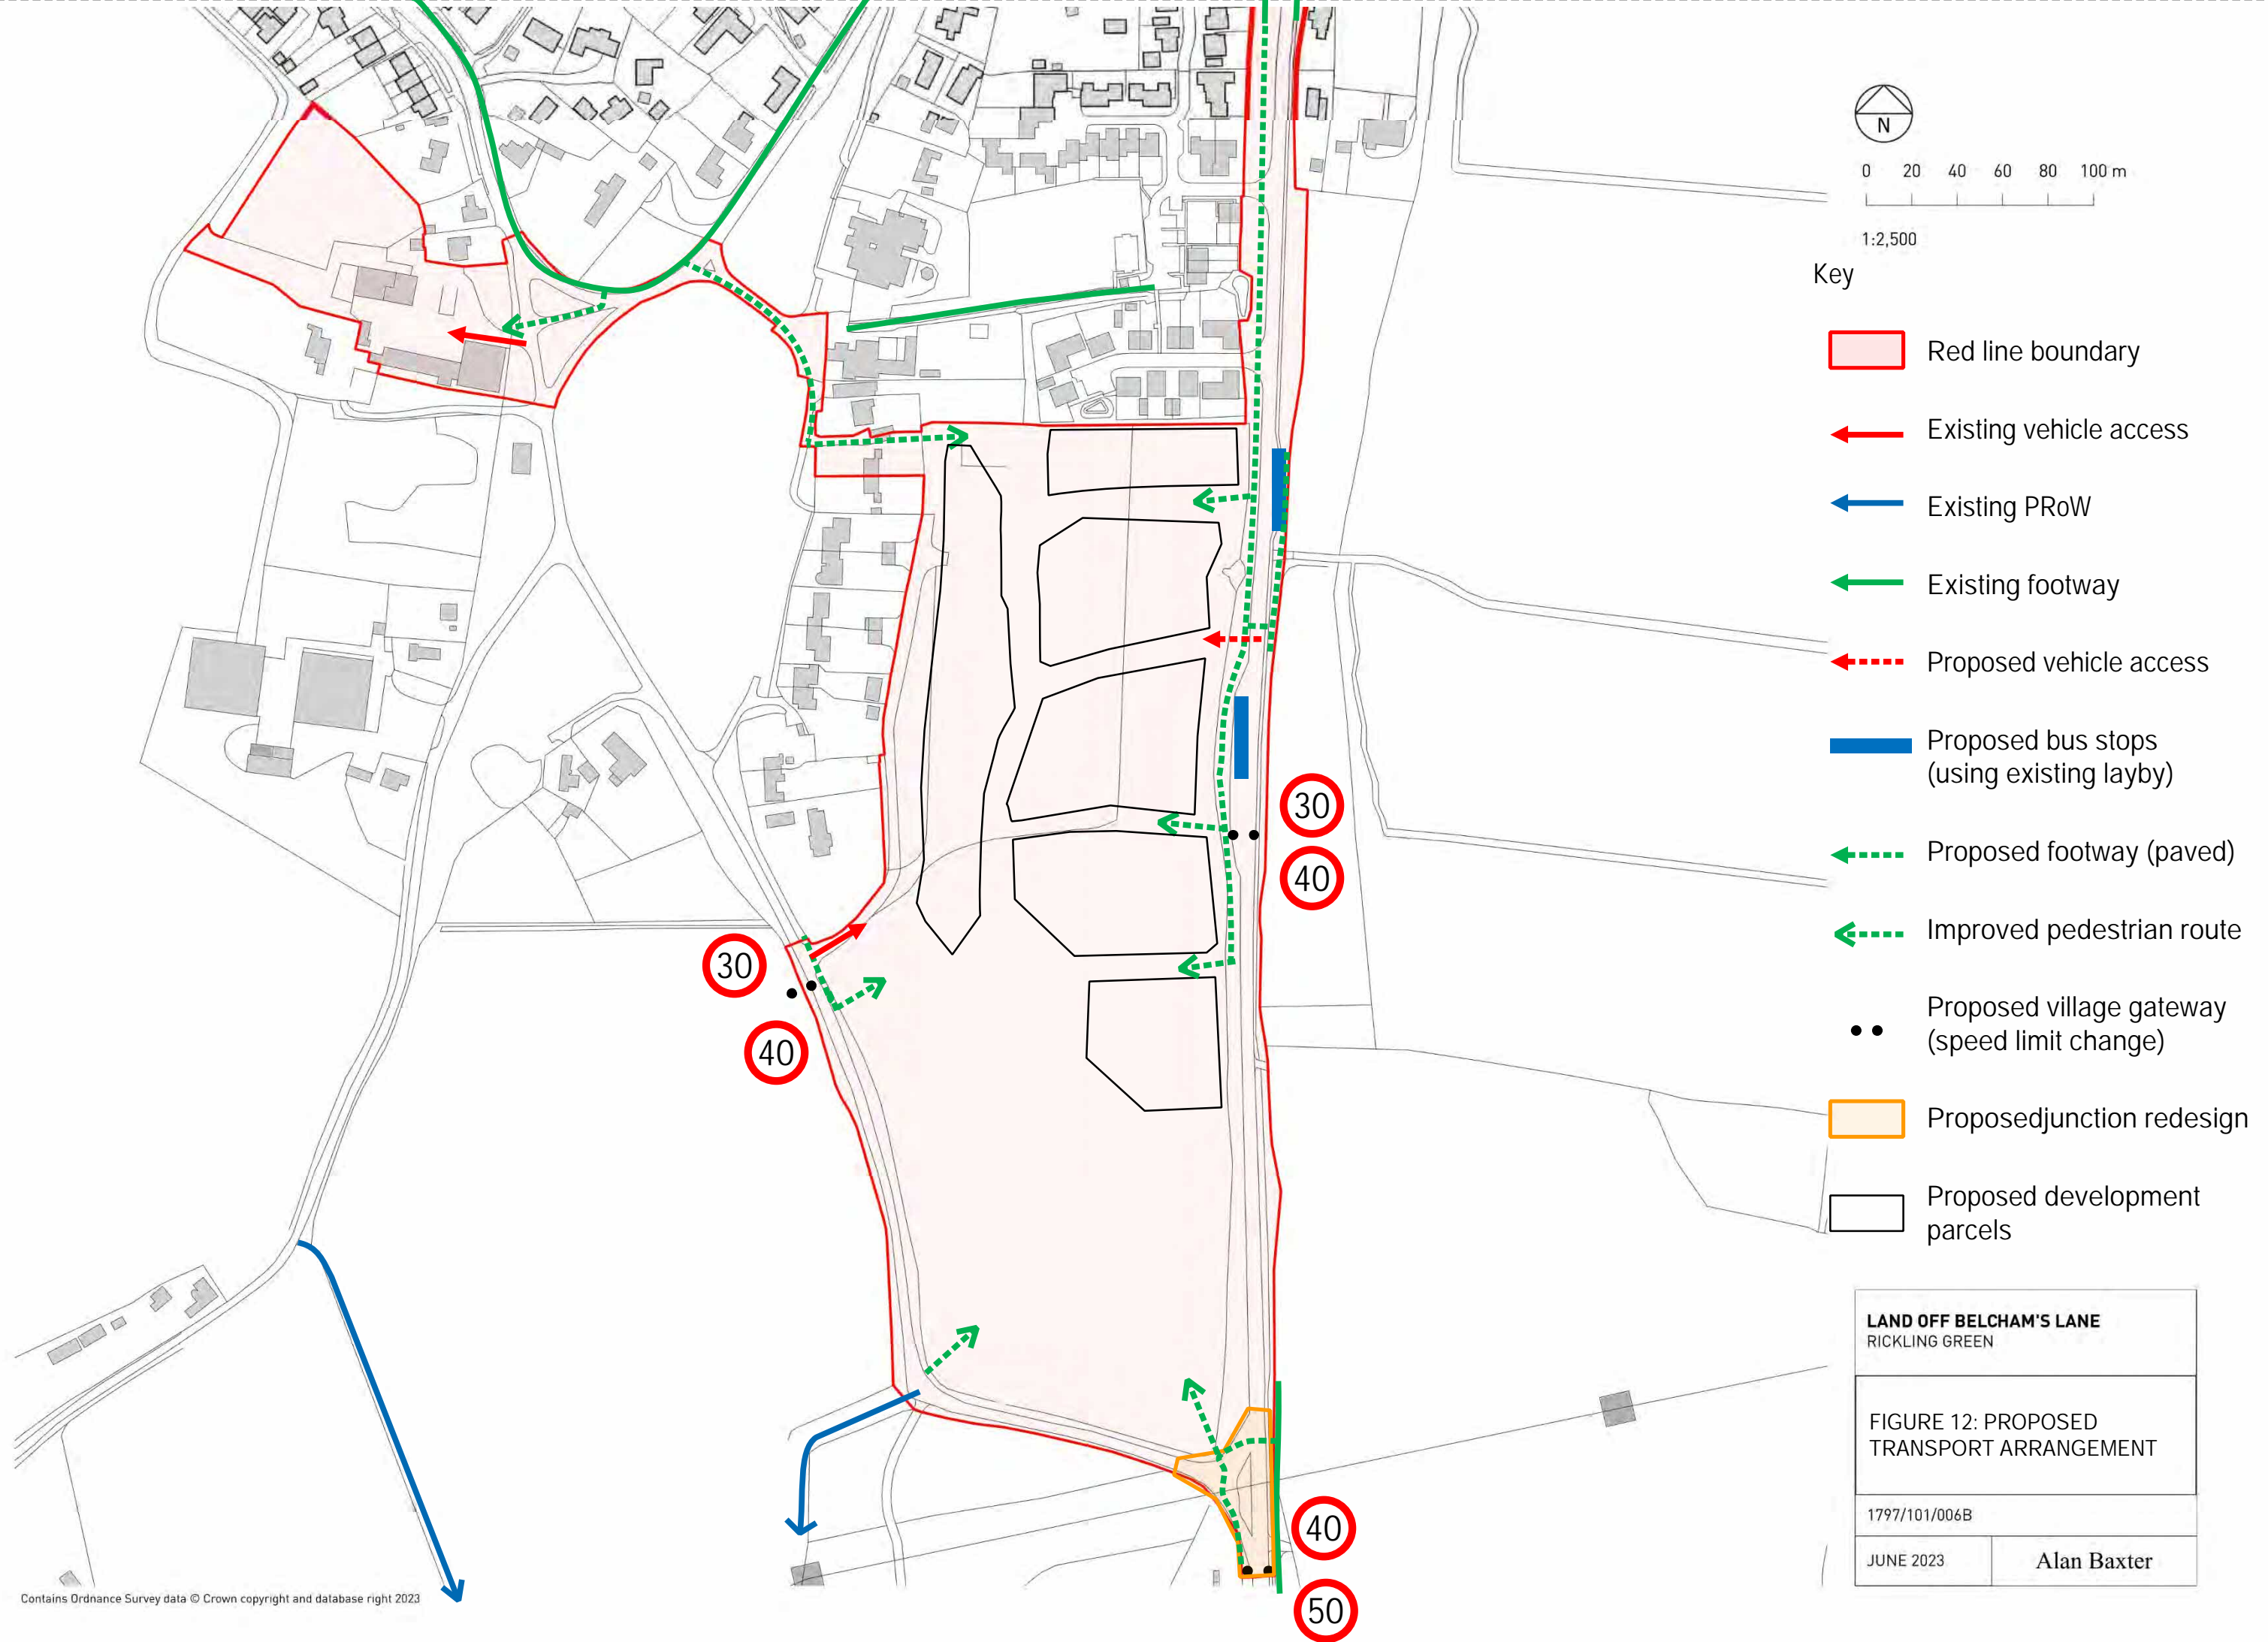 N
0 20 40 60 80 100 m
1:2,500
Key
Red line boundary
Existing vehicle access
Existing PRoW
Existing footway
Proposed vehicle access
Proposed bus stops
(using existing layby)
Proposed footway (paved)
Improved pedestrian route
Proposed village gateway
(speed limit change)
Proposedjunction redesign
Proposed development
parcels
30
40
30
40
40
50
LAND OFF BELCHAM'S LANE
RICKLING GREEN
FIGURE 12: PROPOSED
TRANSPORT ARRANGEMENT
1797/101/006B
JUNE 2023
Alan Baxter
Contains Ordnance Survey data © Crown copyright and database right 2023